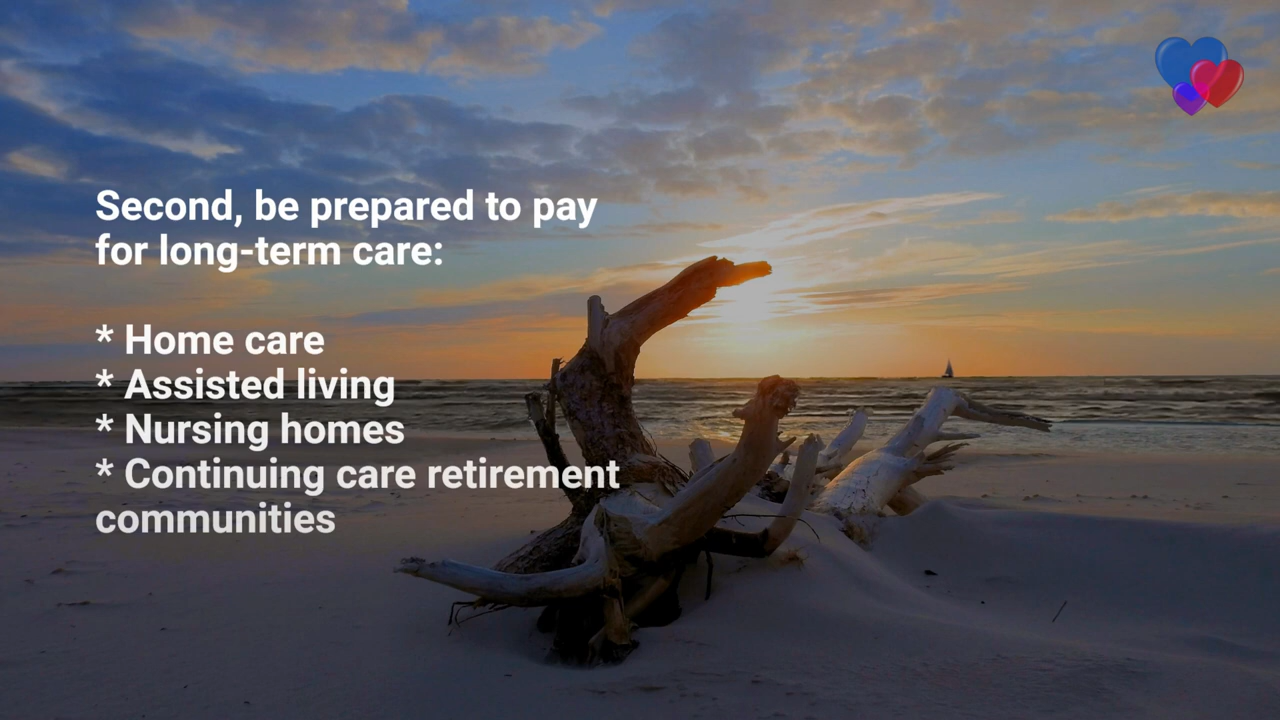 Second, be prepared to pay
for long-term care:
* Home care
* Assisted living
* Nursing homes
* Continuing care retirement
communities